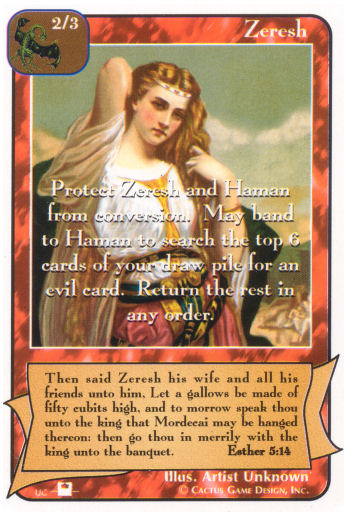 2/3
Zeresh
Protect Zeresh and Haman
from conversion. May band
to Haman to search the top 6
cards of your draw pile for an
evil card. Return the rest in
any order.
Then said Zeresh his wife and all his
friends unto him, Let a gallows be made of
fifty cubits high, and to morrow speak thou
unto the king that Mordecai may be hanged
thereon: then go thou in merrily with the
king unto the banquet. Esther 5:14
Illus. Artist Unknown
UC
© Cactus Game Design, Inc.